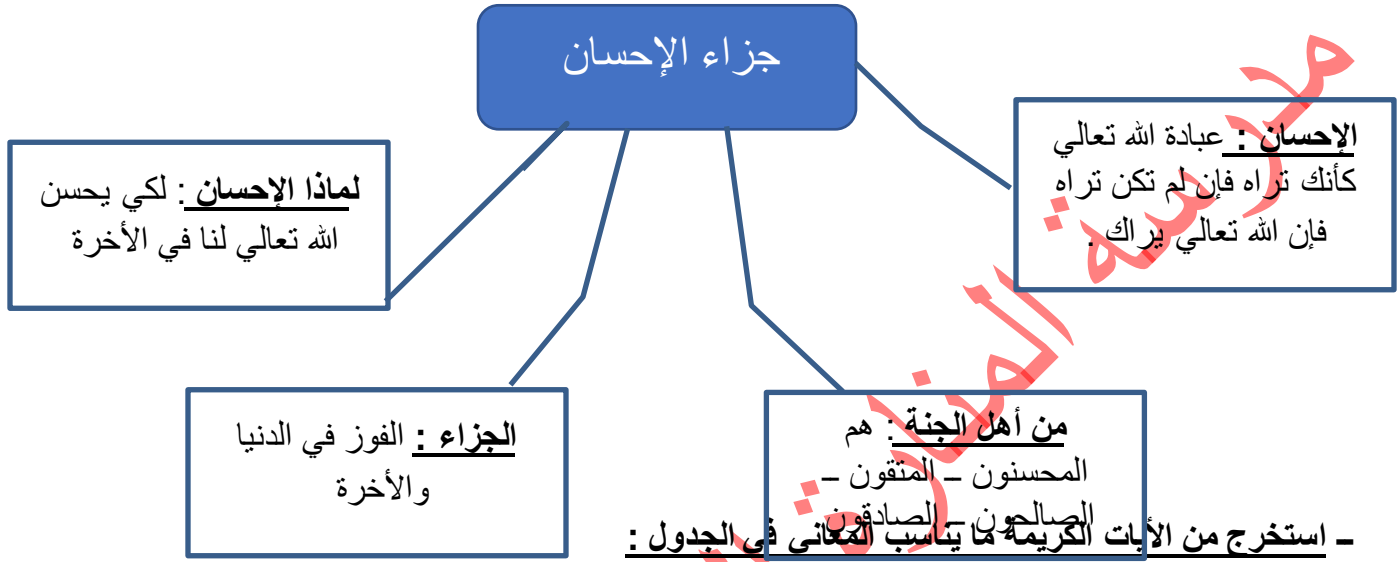 جزاء الإحسان
الإحسان : عبادة الله تعالي
كأنك تراه فإن لم تكن تراه
فإن الله تعالي يراك .
لماذا الإحسان : لكي يحسن
الله تعالي لنا في الأخرة
من أهل الجنة : هم
المحسنون – المتقون –
الصالحون – الصادقون
الجزاء : الفوز في الدنيا
والأخرة
– استخرج من الأيات الكريمة ما يناسب المعاني في الجدول :
مدرسة المنارة